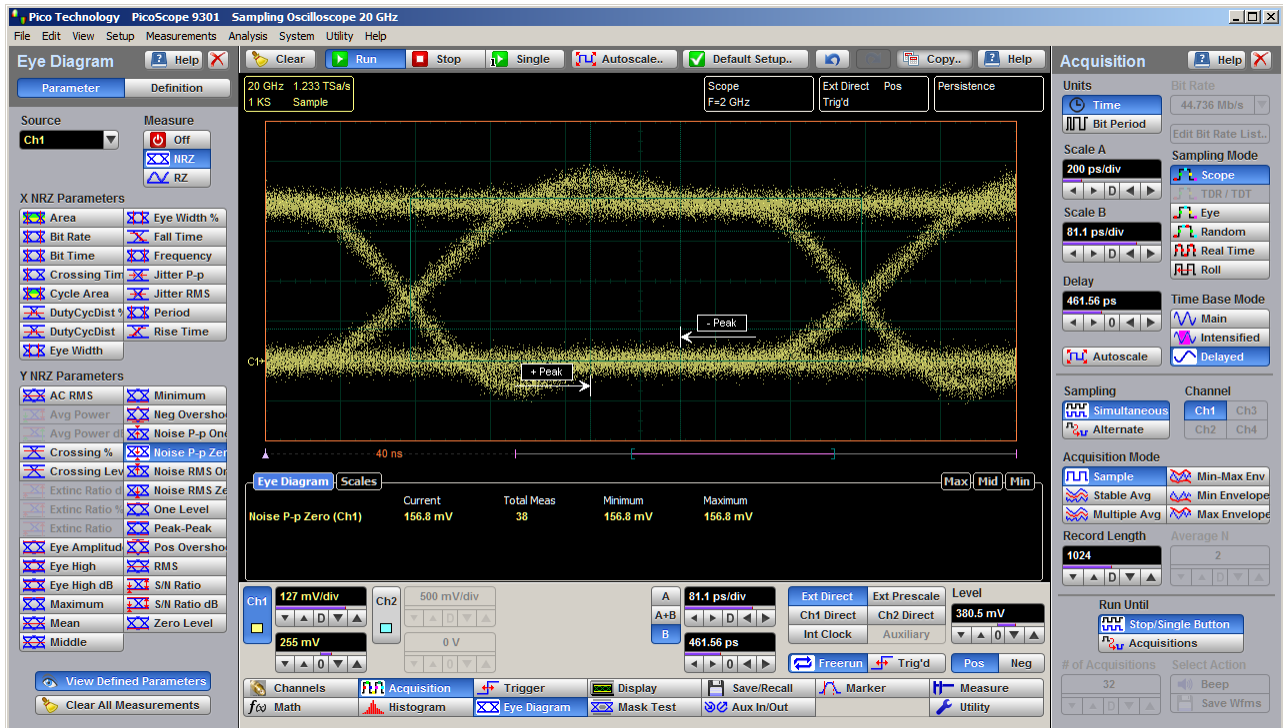 Pico Technology PicoScope 9301 Sampling Oscilloscope 20 GHz
File Edit View Setup Measurements Analysis System Utility Help
Eye Diagram Help
Parameter Definition
Source Measure
Ch1 Off
NRZ
RZ
X NRZ Parameters
Area Eye Width %
Bit Rate Fall Time
Bit Time Frequency
Crossing Tim Jitter P-p
Cycle Area Jitter RMS
DutyCycDist % Period
DutyCycDist Rise Time
Eye Width
Y NRZ Parameters
AC RMS Minimum
Avg Power Neg Oversho
Avg Power dB Noise P-p One
Crossing % Noise P-p Zer
Crossing Lev Noise RMS On
Extinc Ratio d Noise RMS Ze
Extinc Ratio % One Level
Extinc Ratio Peak-Peak
Eye Amplitud Pos Oversho
Eye High RMS
Eye High dB S/N Ratio
Maximum S/N Ratio dB
Mean Zero Level
Middle
View Defined Parameters
Clear All Measurements
Clear Run Stop Single Autoscale.. Default Setup.. Copy.. Help
20 GHz 1.233 TSa/s
1 KS Sample
Scope
F=2 GHz
Ext Direct Pos
Trig'd
Persistence
- Peak
C1
+ Peak
40 ns
Eye Diagram Scales Max Mid Min
Current Total Meas Minimum Maximum
Noise P-p Zero (Ch1) 156.8 mV 38 156.8 mV 156.8 mV
Ch1 127 mV/div Ch2 500 mV/div
D D
255 mV 0 V
0 0
A 81.1 ps/div
A+B D
B 461.56 ps
0
Ext Direct Ext Prescale Level
Ch1 Direct Ch2 Direct 380.5 mV
Int Clock Auxiliary 0
Freerun Trig'd Pos Neg
Channels Acquisition Trigger Display Save/Recall Marker Measure
f(x) Math Histogram Eye Diagram Mask Test Aux In/Out Utility
Acquisition Help
Units Bit Rate
Time 44.736 Mb/s
Bit Period Edit Bit Rate List..
Scale A Sampling Mode
200 ps/div Scope
D TDR / TDT
Scale B Eye
81.1 ps/div Random
D Real Time
Roll
Delay
461.56 ps Time Base Mode
0 Main
Intensified
Autoscale Delayed
Sampling Channel
Simultaneous Ch1 Ch3
Alternate Ch2 Ch4
Acquisition Mode
Sample Min-Max Env
Stable Avg Min Envelope
Multiple Avg Max Envelope
Record Length Average N
1024 2
D D
Run Until
Stop/Single Button
Acquisitions
# of Acquisitions Select Action
32 Beep
D Save Wfms